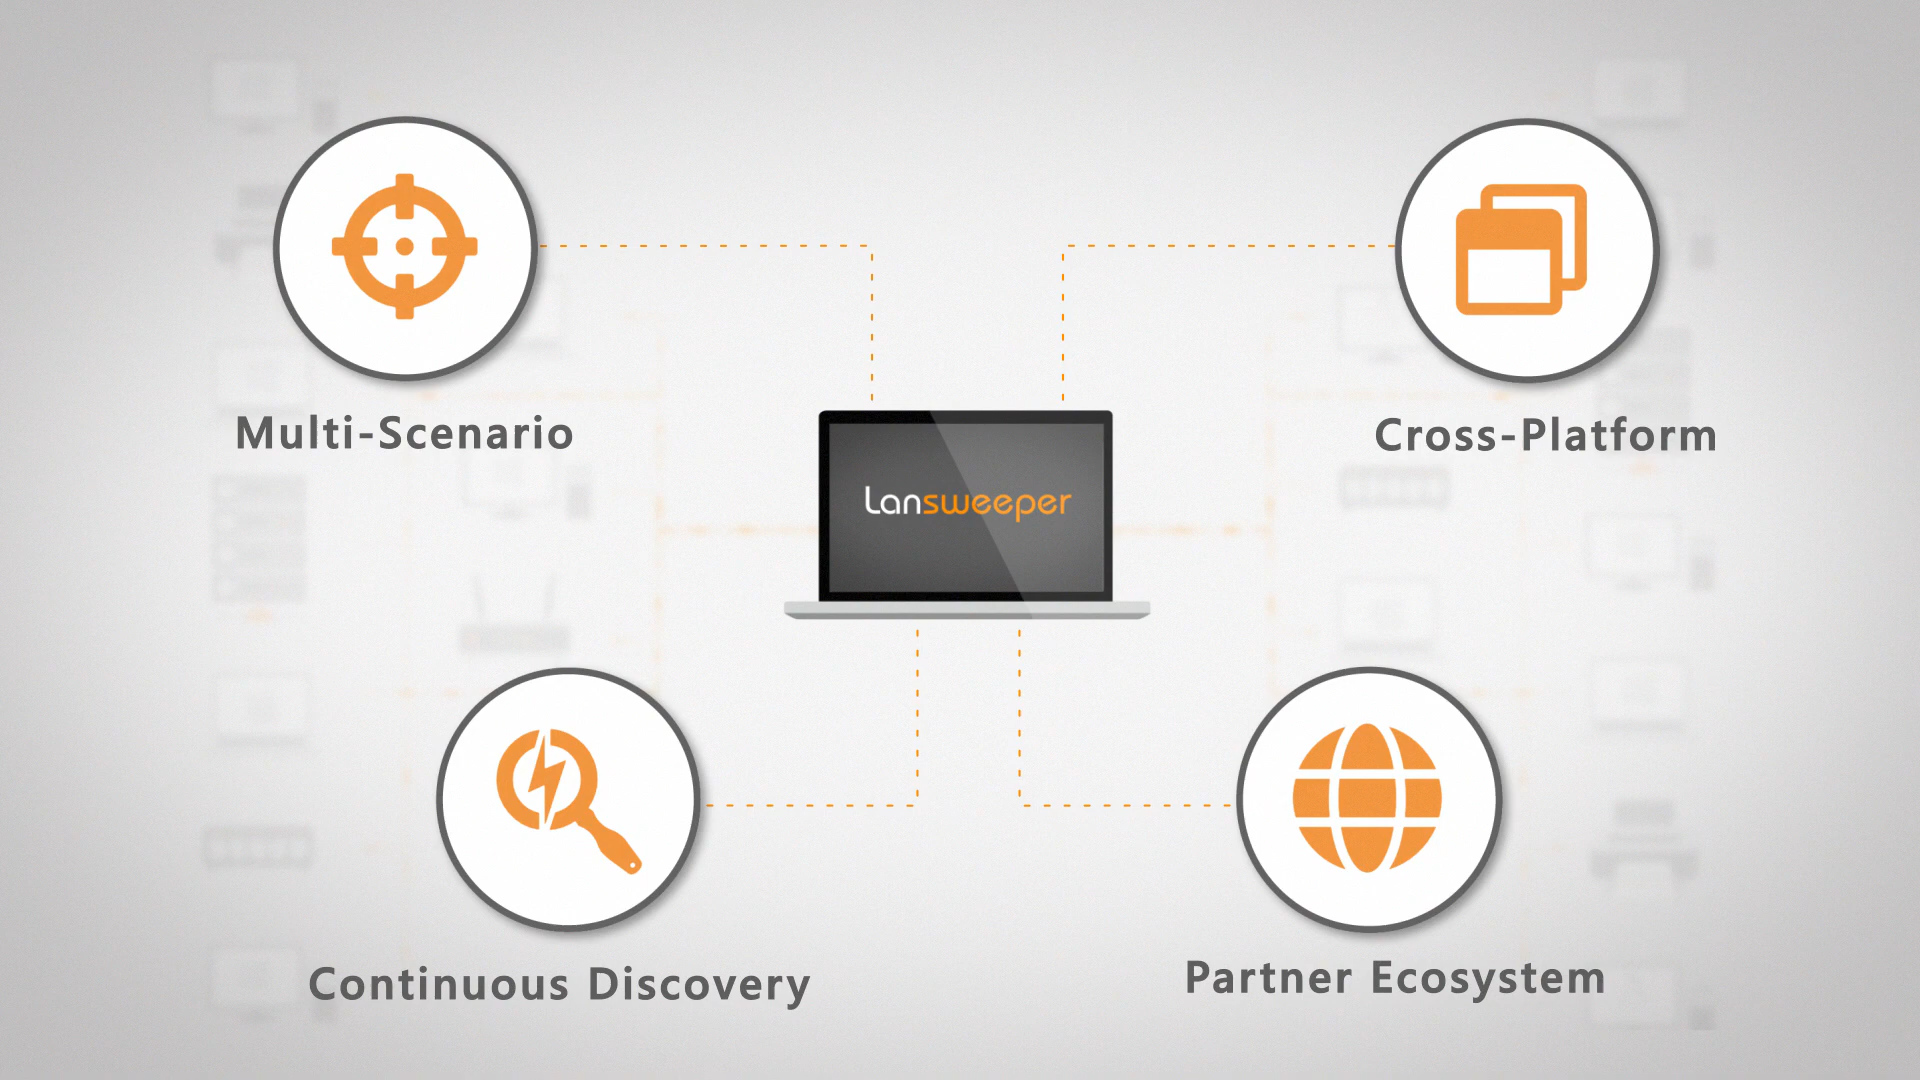 Multi-Scenario
Cross-Platform
Lansweeper
Continuous Discovery
Partner Ecosystem